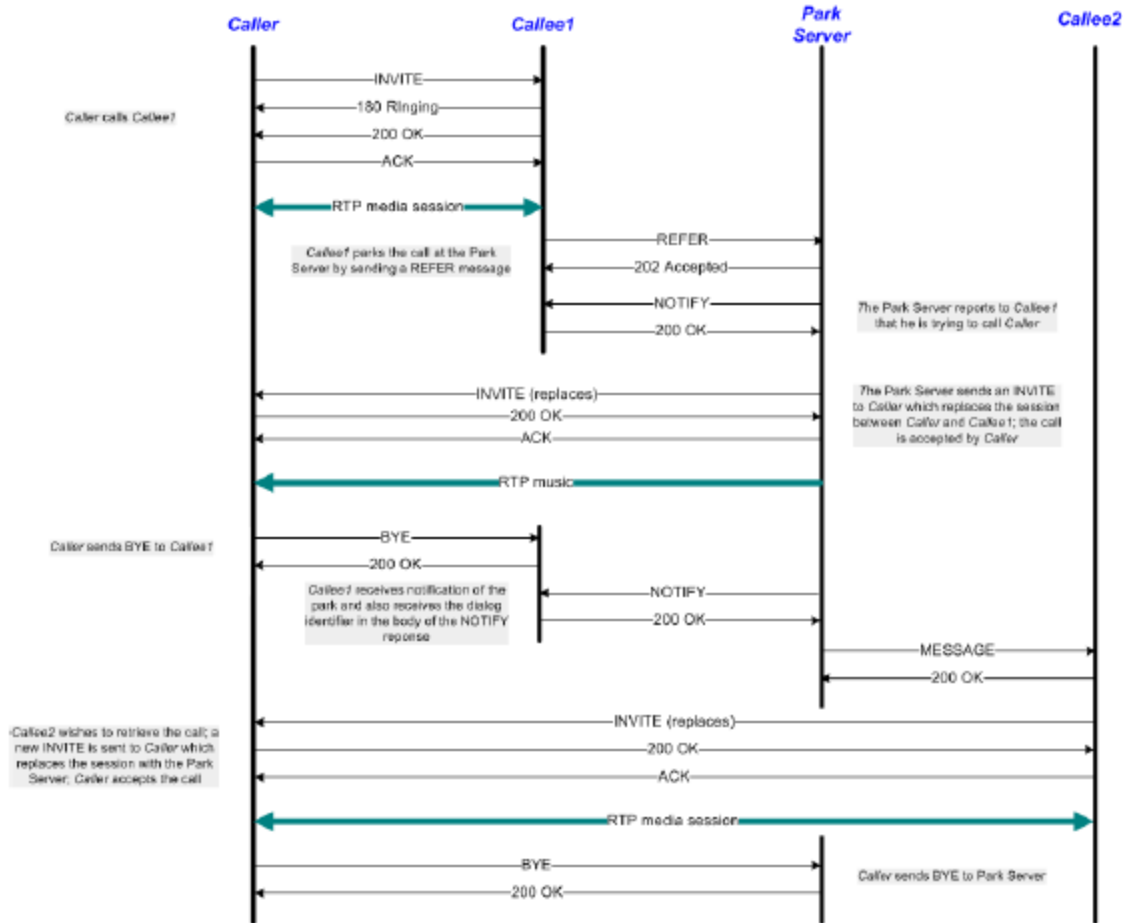 Caller
Callee1
Park
Server
Callee2
INVITE
180 RInging
Caller calls Callee1
200 OK
ACK
RTP media session
REFER
Callee1 parks the call at the Park
Server by sending a REFER message
202 Accepted
NOTIFY
The Park Server reports to Callee1
that he is trying to call Caller
200 OK
INVITE (replaces)
200 OK
ACK
The Park Server sends an INVITE
to Caller which replaces the session
between Caller and Callee1; the call
is accepted by Caller
RTP music
BYE
Caller sends BYE to Callee1
200 OK
Callee1 receives notification of the
park and also receives the dialog
identifier in the body of the NOTIFY
reponse
NOTIFY
200 OK
MESSAGE
200 OK
INVITE (replaces)
Callee2 wishes to retrieve the call; a
new INVITE is sent to Caller which
replaces the session with the Park
Server; Caller accepts the call
200 OK
ACK
RTP media session
BYE
Caller sends BYE to Park Server
200 OK